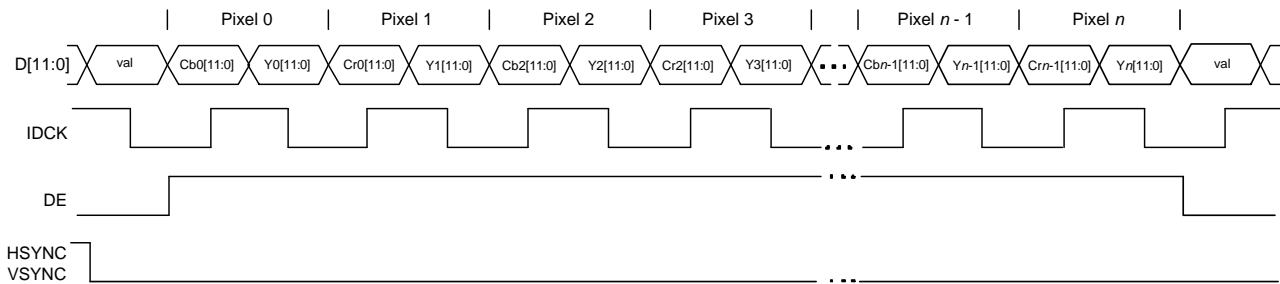 Pixel 0 Pixel 1 Pixel 2 Pixel 3 Pixel n - 1 Pixel n
D[11:0] val Cb0[11:0] Y0[11:0] Cr0[11:0] Y1[11:0] Cb2[11:0] Y2[11:0] Cr2[11:0] Y3[11:0] Cbn-1[11:0] Yn-1[11:0] Crn-1[11:0] Yn[11:0] val
IDCK
DE
HSYNC
VSYNC